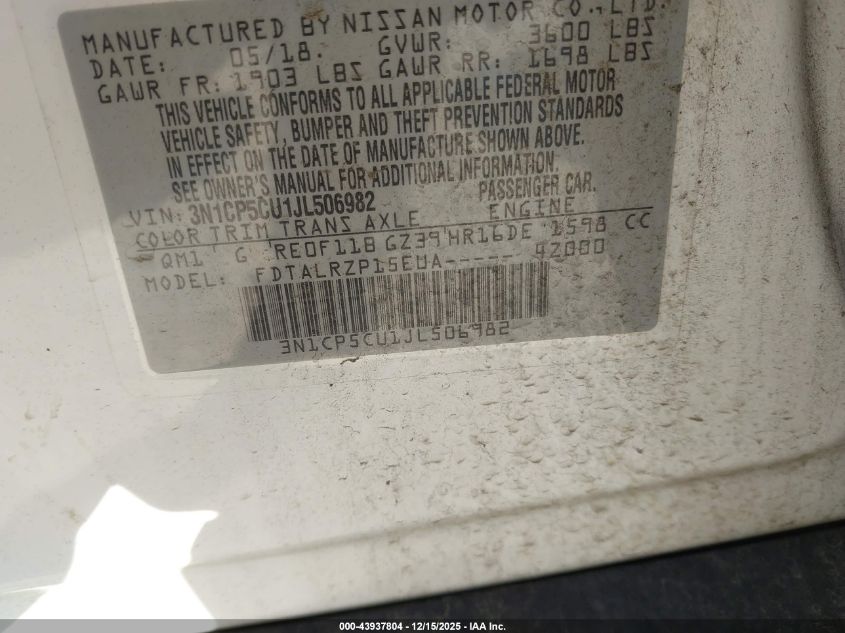 MANUFACTURED BY NISSAN MOTOR CO., LTD.
DATE: 05/18. GVWR: 3600 LBS
GAWR FR: 1903 LBS GAWR RR: 1698 LBS
THIS VEHICLE CONFORMS TO ALL APPLICABLE FEDERAL MOTOR
VEHICLE SAFETY, BUMPER AND THEFT PREVENTION STANDARDS
IN EFFECT ON THE DATE OF MANUFACTURE SHOWN ABOVE.
SEE OWNER'S MANUAL FOR ADDITIONAL INFORMATION.
VIN: 3N1CP5CU1JL506982 PASSENGER CAR.
COLOR TRIM TRANS AXLE ENGINE
QM1 G RE0F11B GZ39 HR16DE 1598 CC
MODEL: FDTALRZP15EUA----- 42000
3N1CP5CU1JL506982
000-43937804 - 12/15/2025 - IAA Inc.